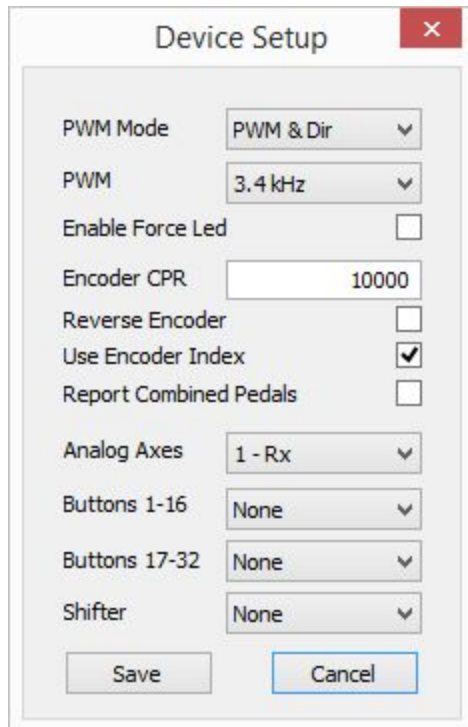 Device Setup
PWM Mode PWM & Dir
PWM 3.4 kHz
Enable Force Led
Encoder CPR 10000
Reverse Encoder
Use Encoder Index
Report Combined Pedals
Analog Axes 1 - Rx
Buttons 1-16 None
Buttons 17-32 None
Shifter None
Save Cancel